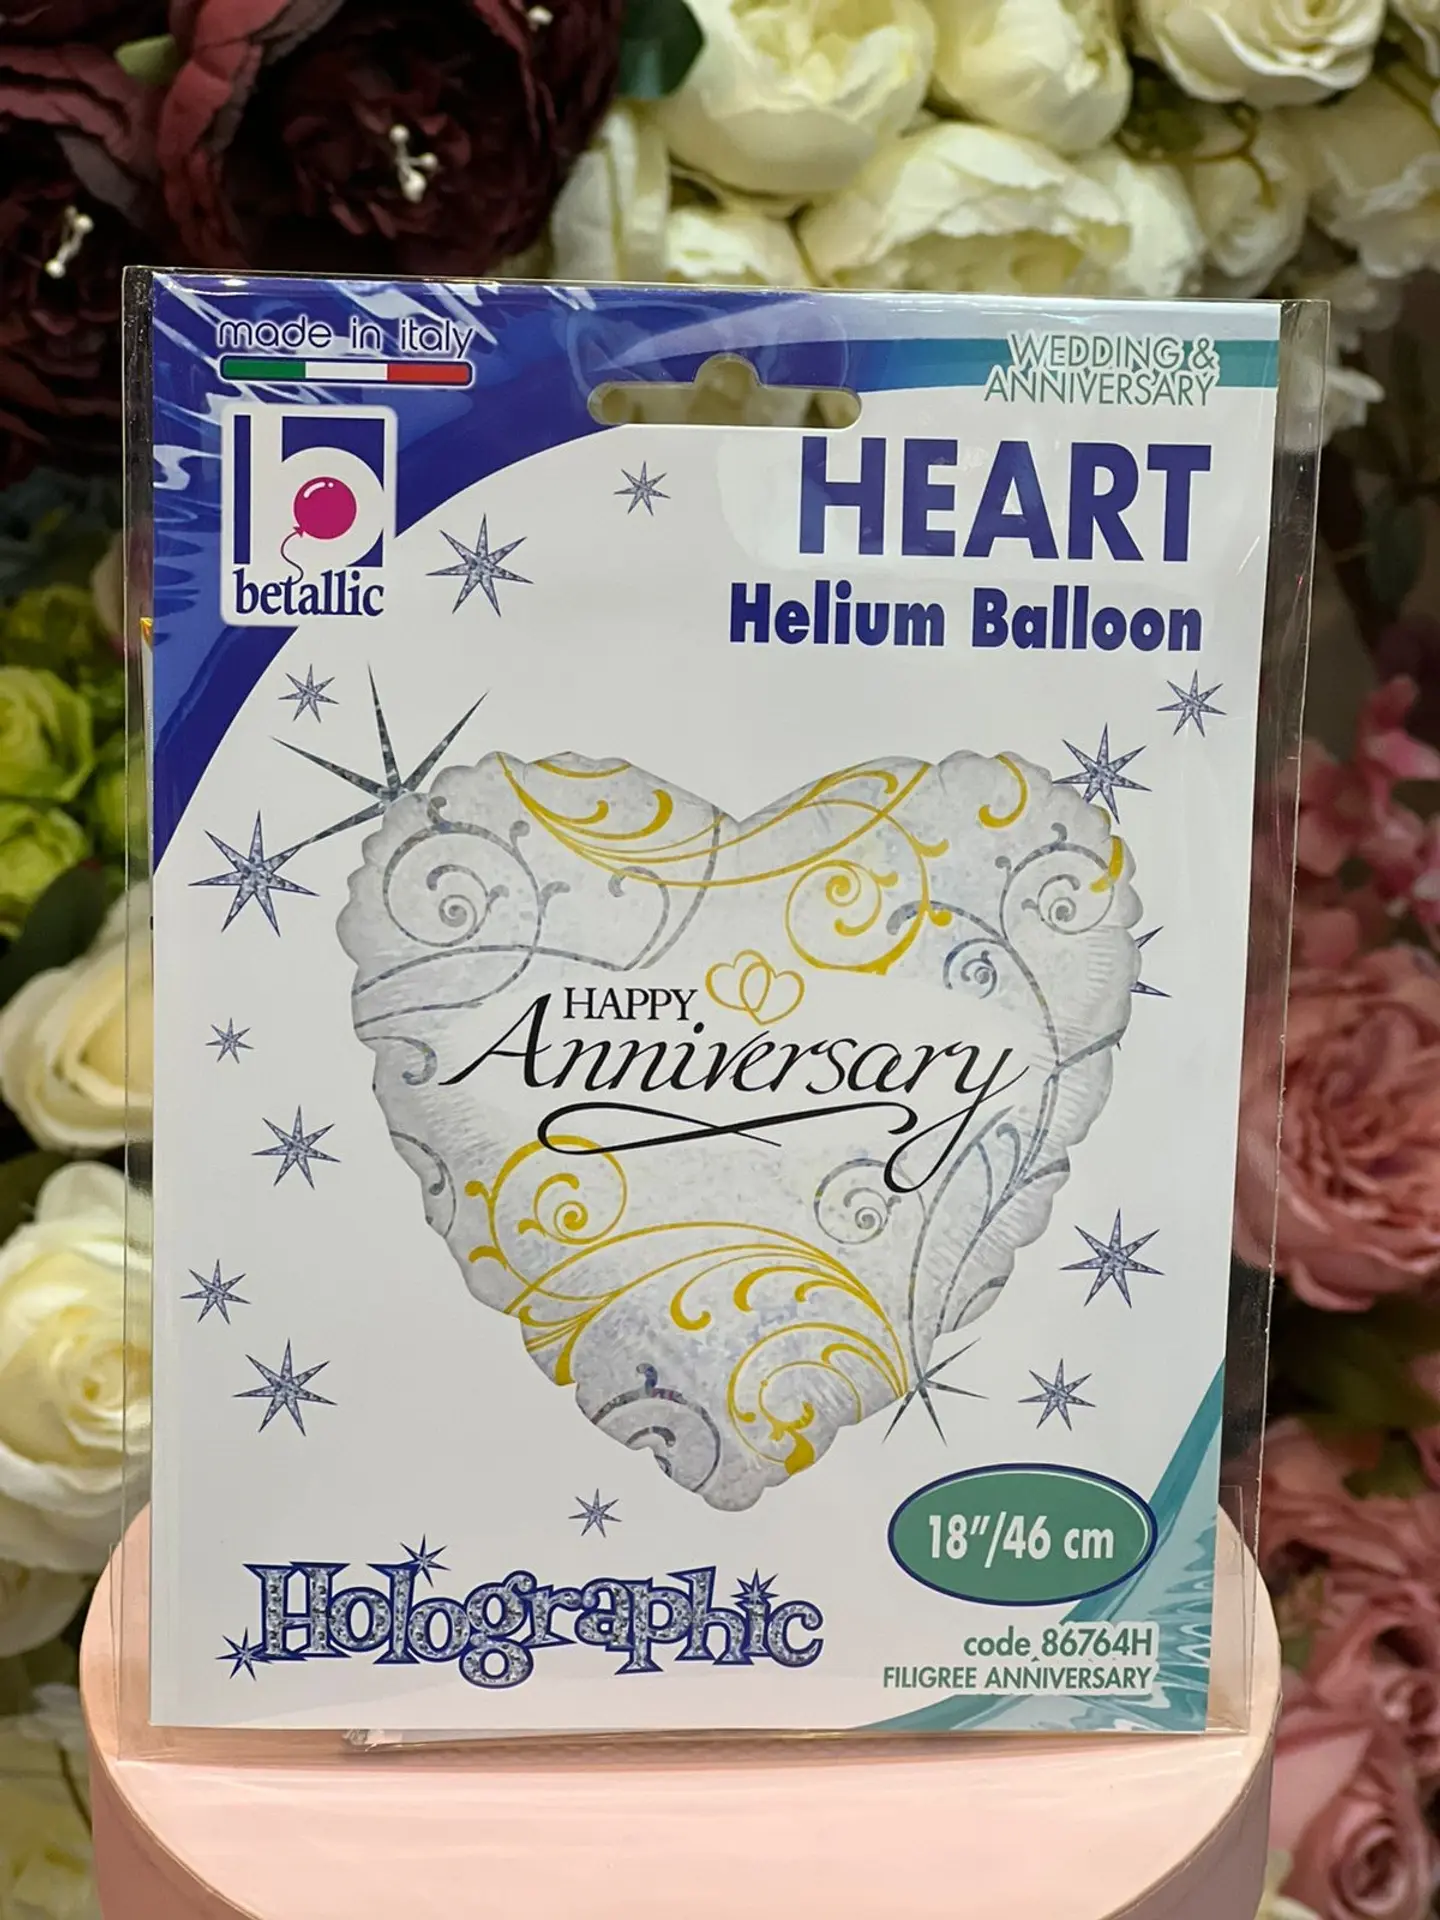 made in italy
betallic
WEDDING &
ANNIVERSARY
HEART
Helium Balloon
HAPPY
Anniversary
18"/46 cm
Holographic
code 86764H
FILIGREE ANNIVERSARY